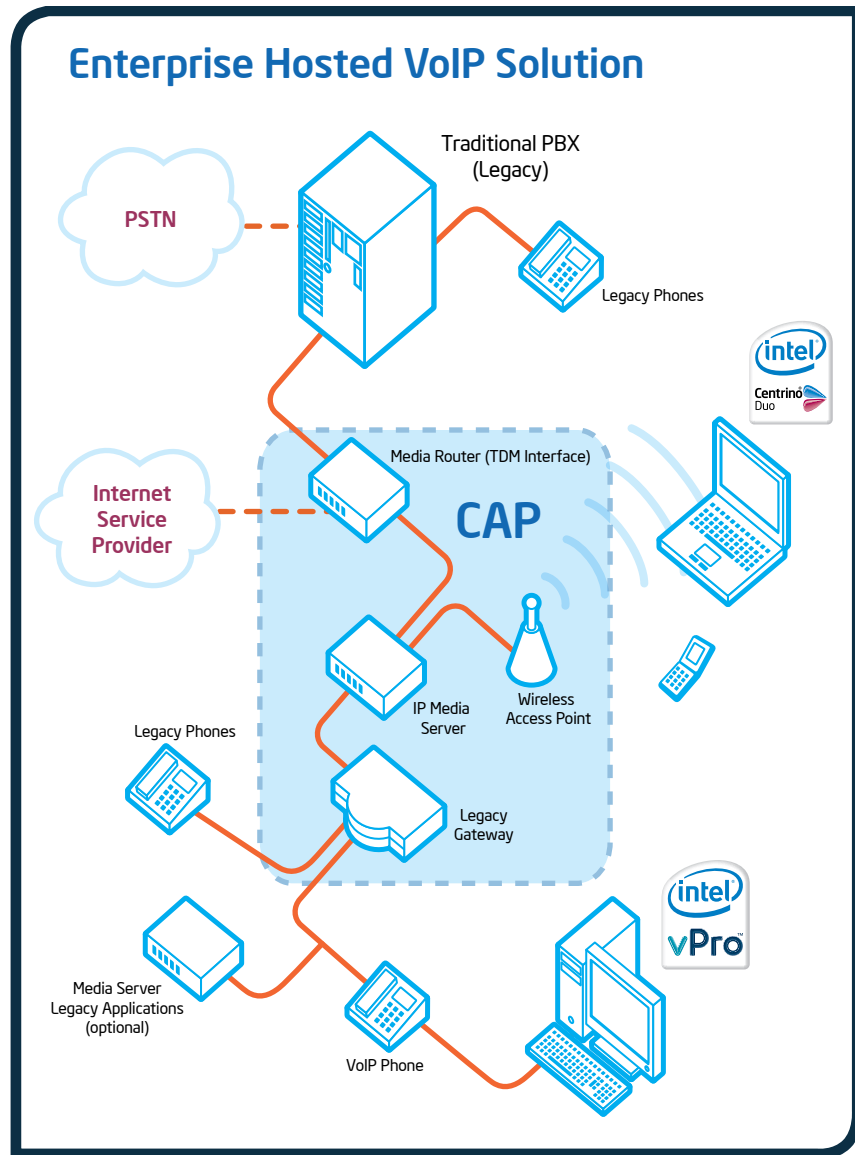 Enterprise Hosted VoIP Solution
Traditional PBX
(Legacy)
PSTN
Legacy Phones
intel
Centrino
Duo
Media Router (TDM Interface)
CAP
Internet
Service
Provider
IP Media
Server
Wireless
Access Point
Legacy Phones
Legacy
Gateway
intel
vPro™
Media Server
Legacy Applications
(optional)
VoIP Phone